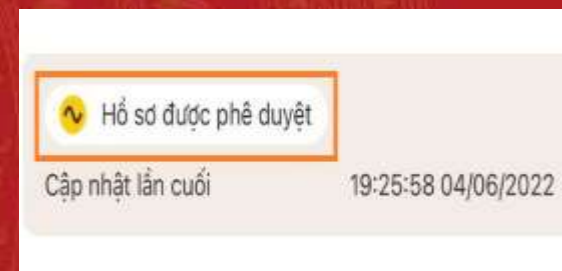 Hồ sơ được phê duyệt
Cập nhật lần cuối 19:25:58 04/06/2022